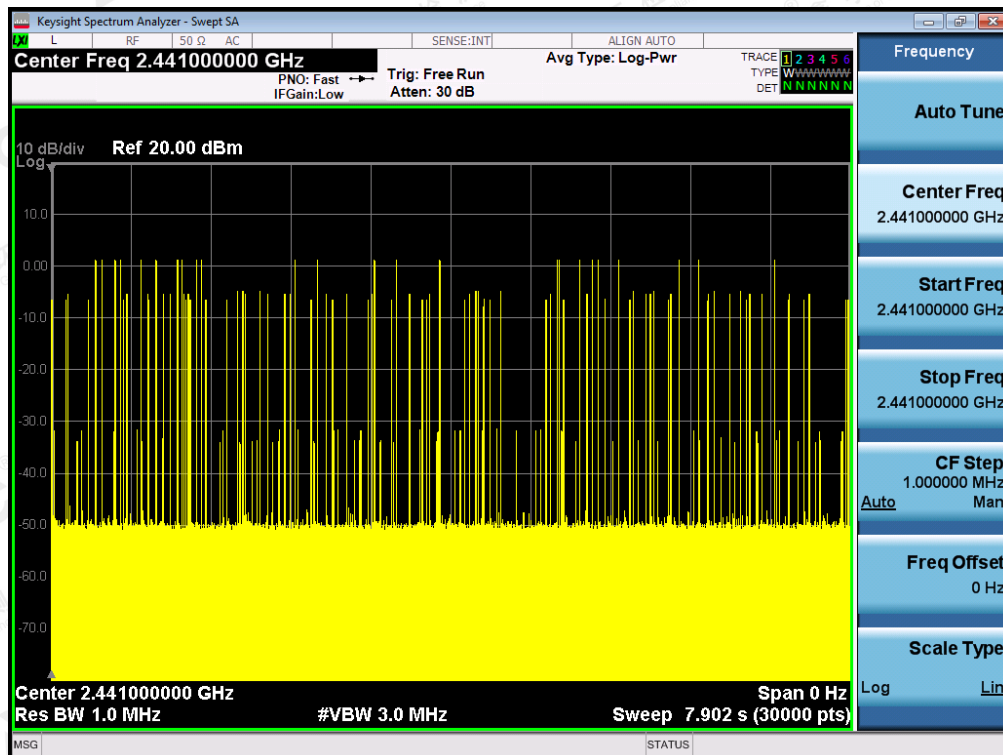 Keysight Spectrum Analyzer - Swept SA
LXI L RF 50 Ω AC SENSE:INT ALIGN AUTO
Center Freq 2.441000000 GHz
PNO: Fast
IFGain:Low
Trig: Free Run
Atten: 30 dB
Avg Type: Log-Pwr
TRACE 1 2 3 4 5 6
TYPE WWWWWW
DET N N N N N N
10 dB/div Ref 20.00 dBm
Log
10.0
0.00
-10.0
-20.0
-30.0
-40.0
-50.0
-60.0
-70.0
Center 2.441000000 GHz Span 0 Hz
Res BW 1.0 MHz #VBW 3.0 MHz Sweep 7.902 s (30000 pts)
MSG STATUS
Frequency
Auto Tune
Center Freq
2.441000000 GHz
Start Freq
2.441000000 GHz
Stop Freq
2.441000000 GHz
CF Step
1.000000 MHz
Auto Man
Freq Offset
0 Hz
Scale Type
Log Lin